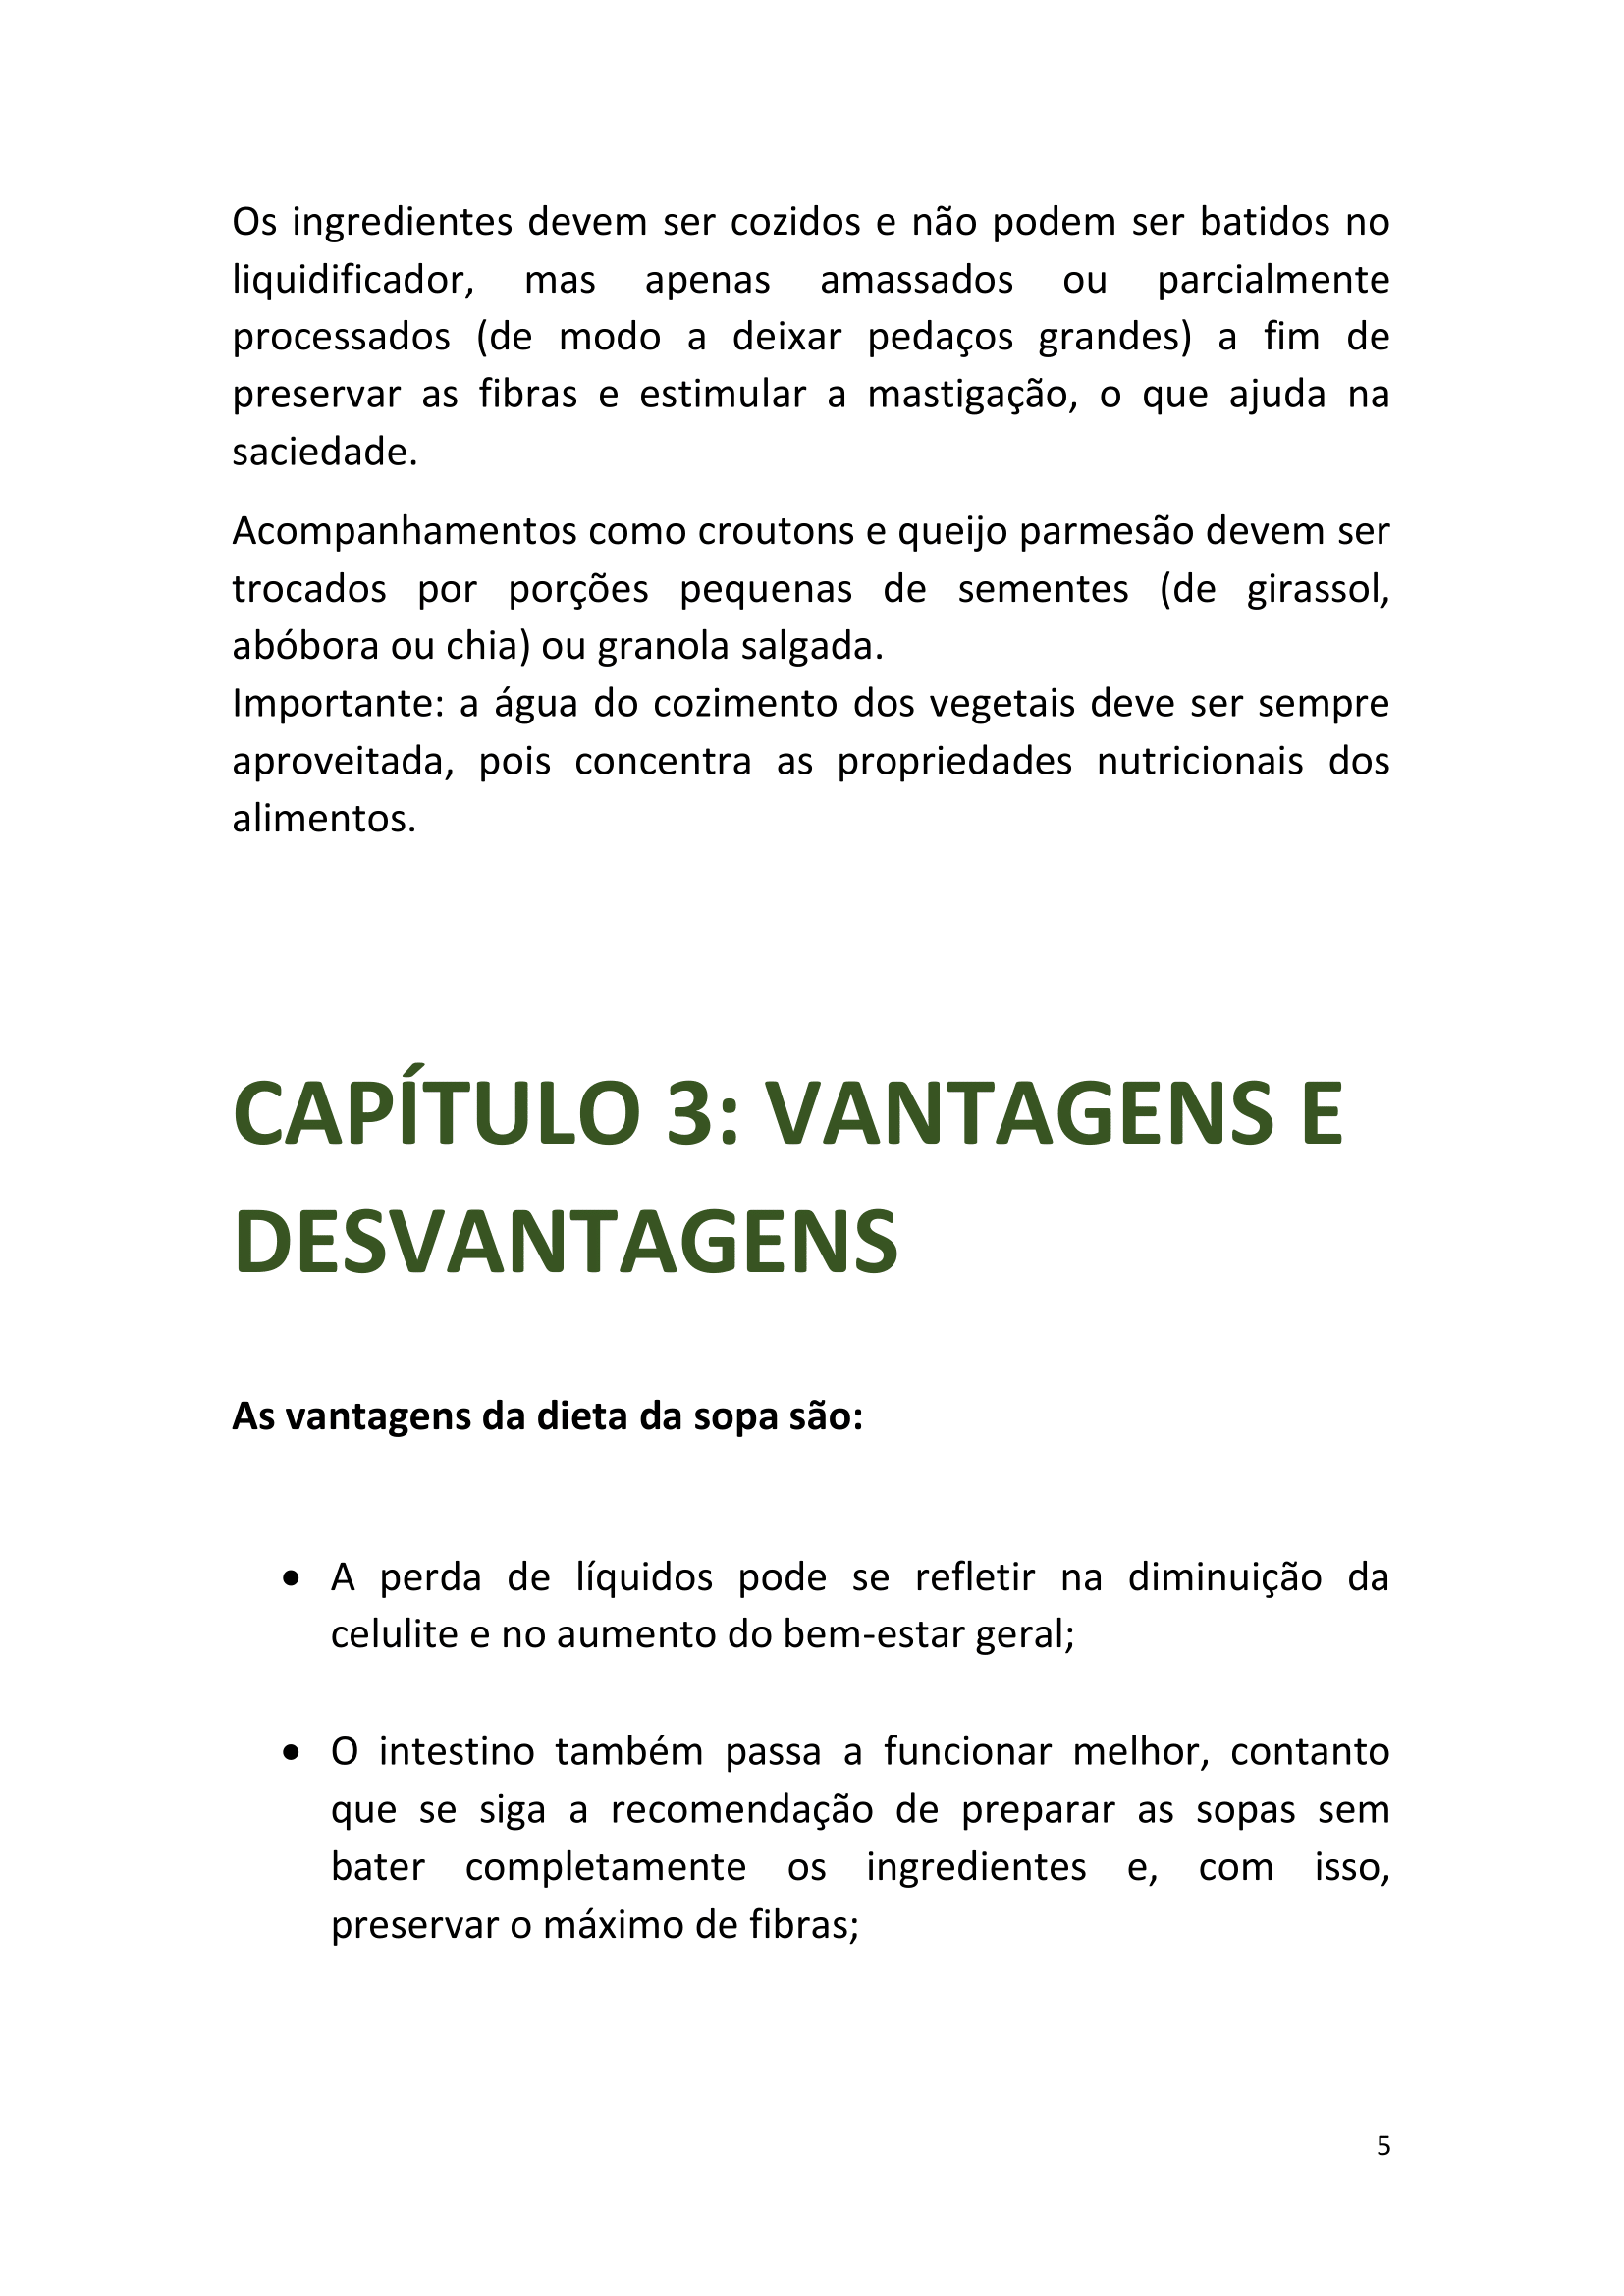 Os ingredientes devem ser cozidos e não podem ser batidos no
liquidificador, mas apenas amassados ou parcialmente
processados (de modo a deixar pedaços grandes) a fim de
preservar as fibras e estimular a mastigação, o que ajuda na
saciedade.
Acompanhamentos como croutons e queijo parmesão devem ser
trocados por porções pequenas de sementes (de girassol,
abóbora ou chia) ou granola salgada.
Importante: a água do cozimento dos vegetais deve ser sempre
aproveitada, pois concentra as propriedades nutricionais dos
alimentos.
CAPÍTULO 3: VANTAGENS E
DESVANTAGENS
As vantagens da dieta da sopa são:
• A perda de líquidos pode se refletir na diminuição da
celulite e no aumento do bem-estar geral;
• O intestino também passa a funcionar melhor, contanto
que se siga a recomendação de preparar as sopas sem
bater completamente os ingredientes e, com isso,
preservar o máximo de fibras;
5